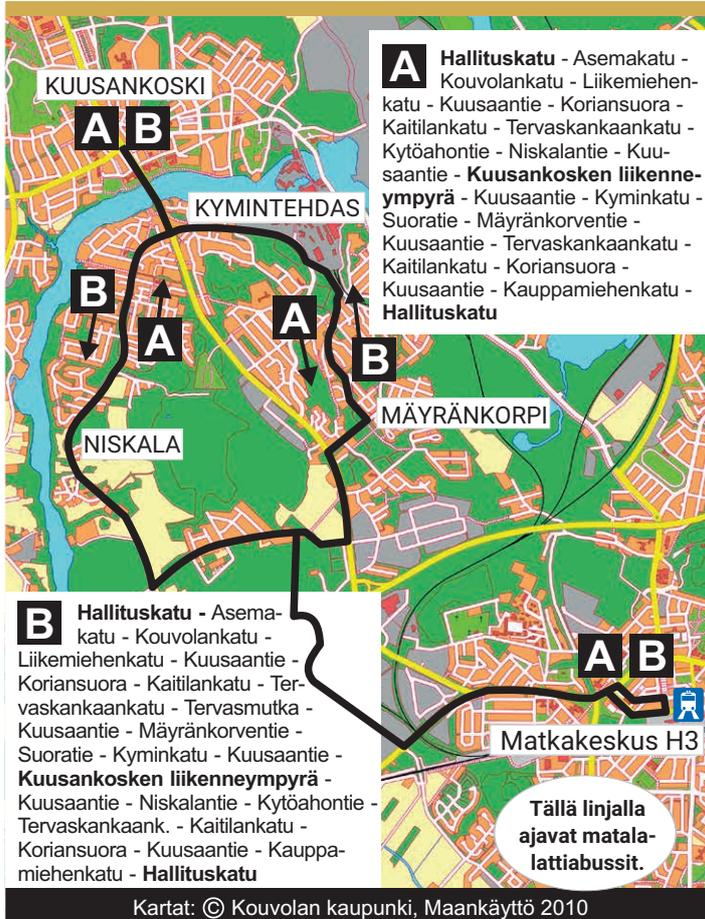 KUUSANKOSKI
A B
KYMINTEHDAS
B
A
A
B
MÄYRÄNKORPI
NISKALA
A Hallituskatu - Asemakatu -
Kouvolankatu - Liikemiehen-
katu - Kuusaantie - Koriansuora -
Kaitilankatu - Tervaskankaankatu -
Kytöahontie - Niskalantie - Kuu-
saantie - Kuusankosken liikenne-
ympyrä - Kuusaantie - Kyminkatu -
Suoratie - Mäyränkorventie -
Kuusaantie - Tervaskankaankatu -
Kaitilankatu - Koriansuora -
Kuusaantie - Kauppamiehenkatu -
Hallituskatu
B Hallituskatu - Asema-
katu - Kouvolankatu -
Liikemiehenkatu - Kuusaantie -
Koriansuora - Kaitilankatu - Ter-
vaskankaankatu - Tervasmutka -
Kuusaantie - Mäyränkorventie -
Suoratie - Kyminkatu - Kuusaantie -
Kuusankosken liikenneympyrä -
Kuusaantie - Niskalantie - Kytöahontie -
Tervaskankaank. - Kaitilankatu -
Koriansuora - Kuusaantie - Kauppa-
miehenkatu - Hallituskatu
A B
Matkakeskus H3
Tällä linjalla
ajavat matala-
lattiabussit.
Kartat: © Kouvolan kaupunki, Maankäyttö 2010